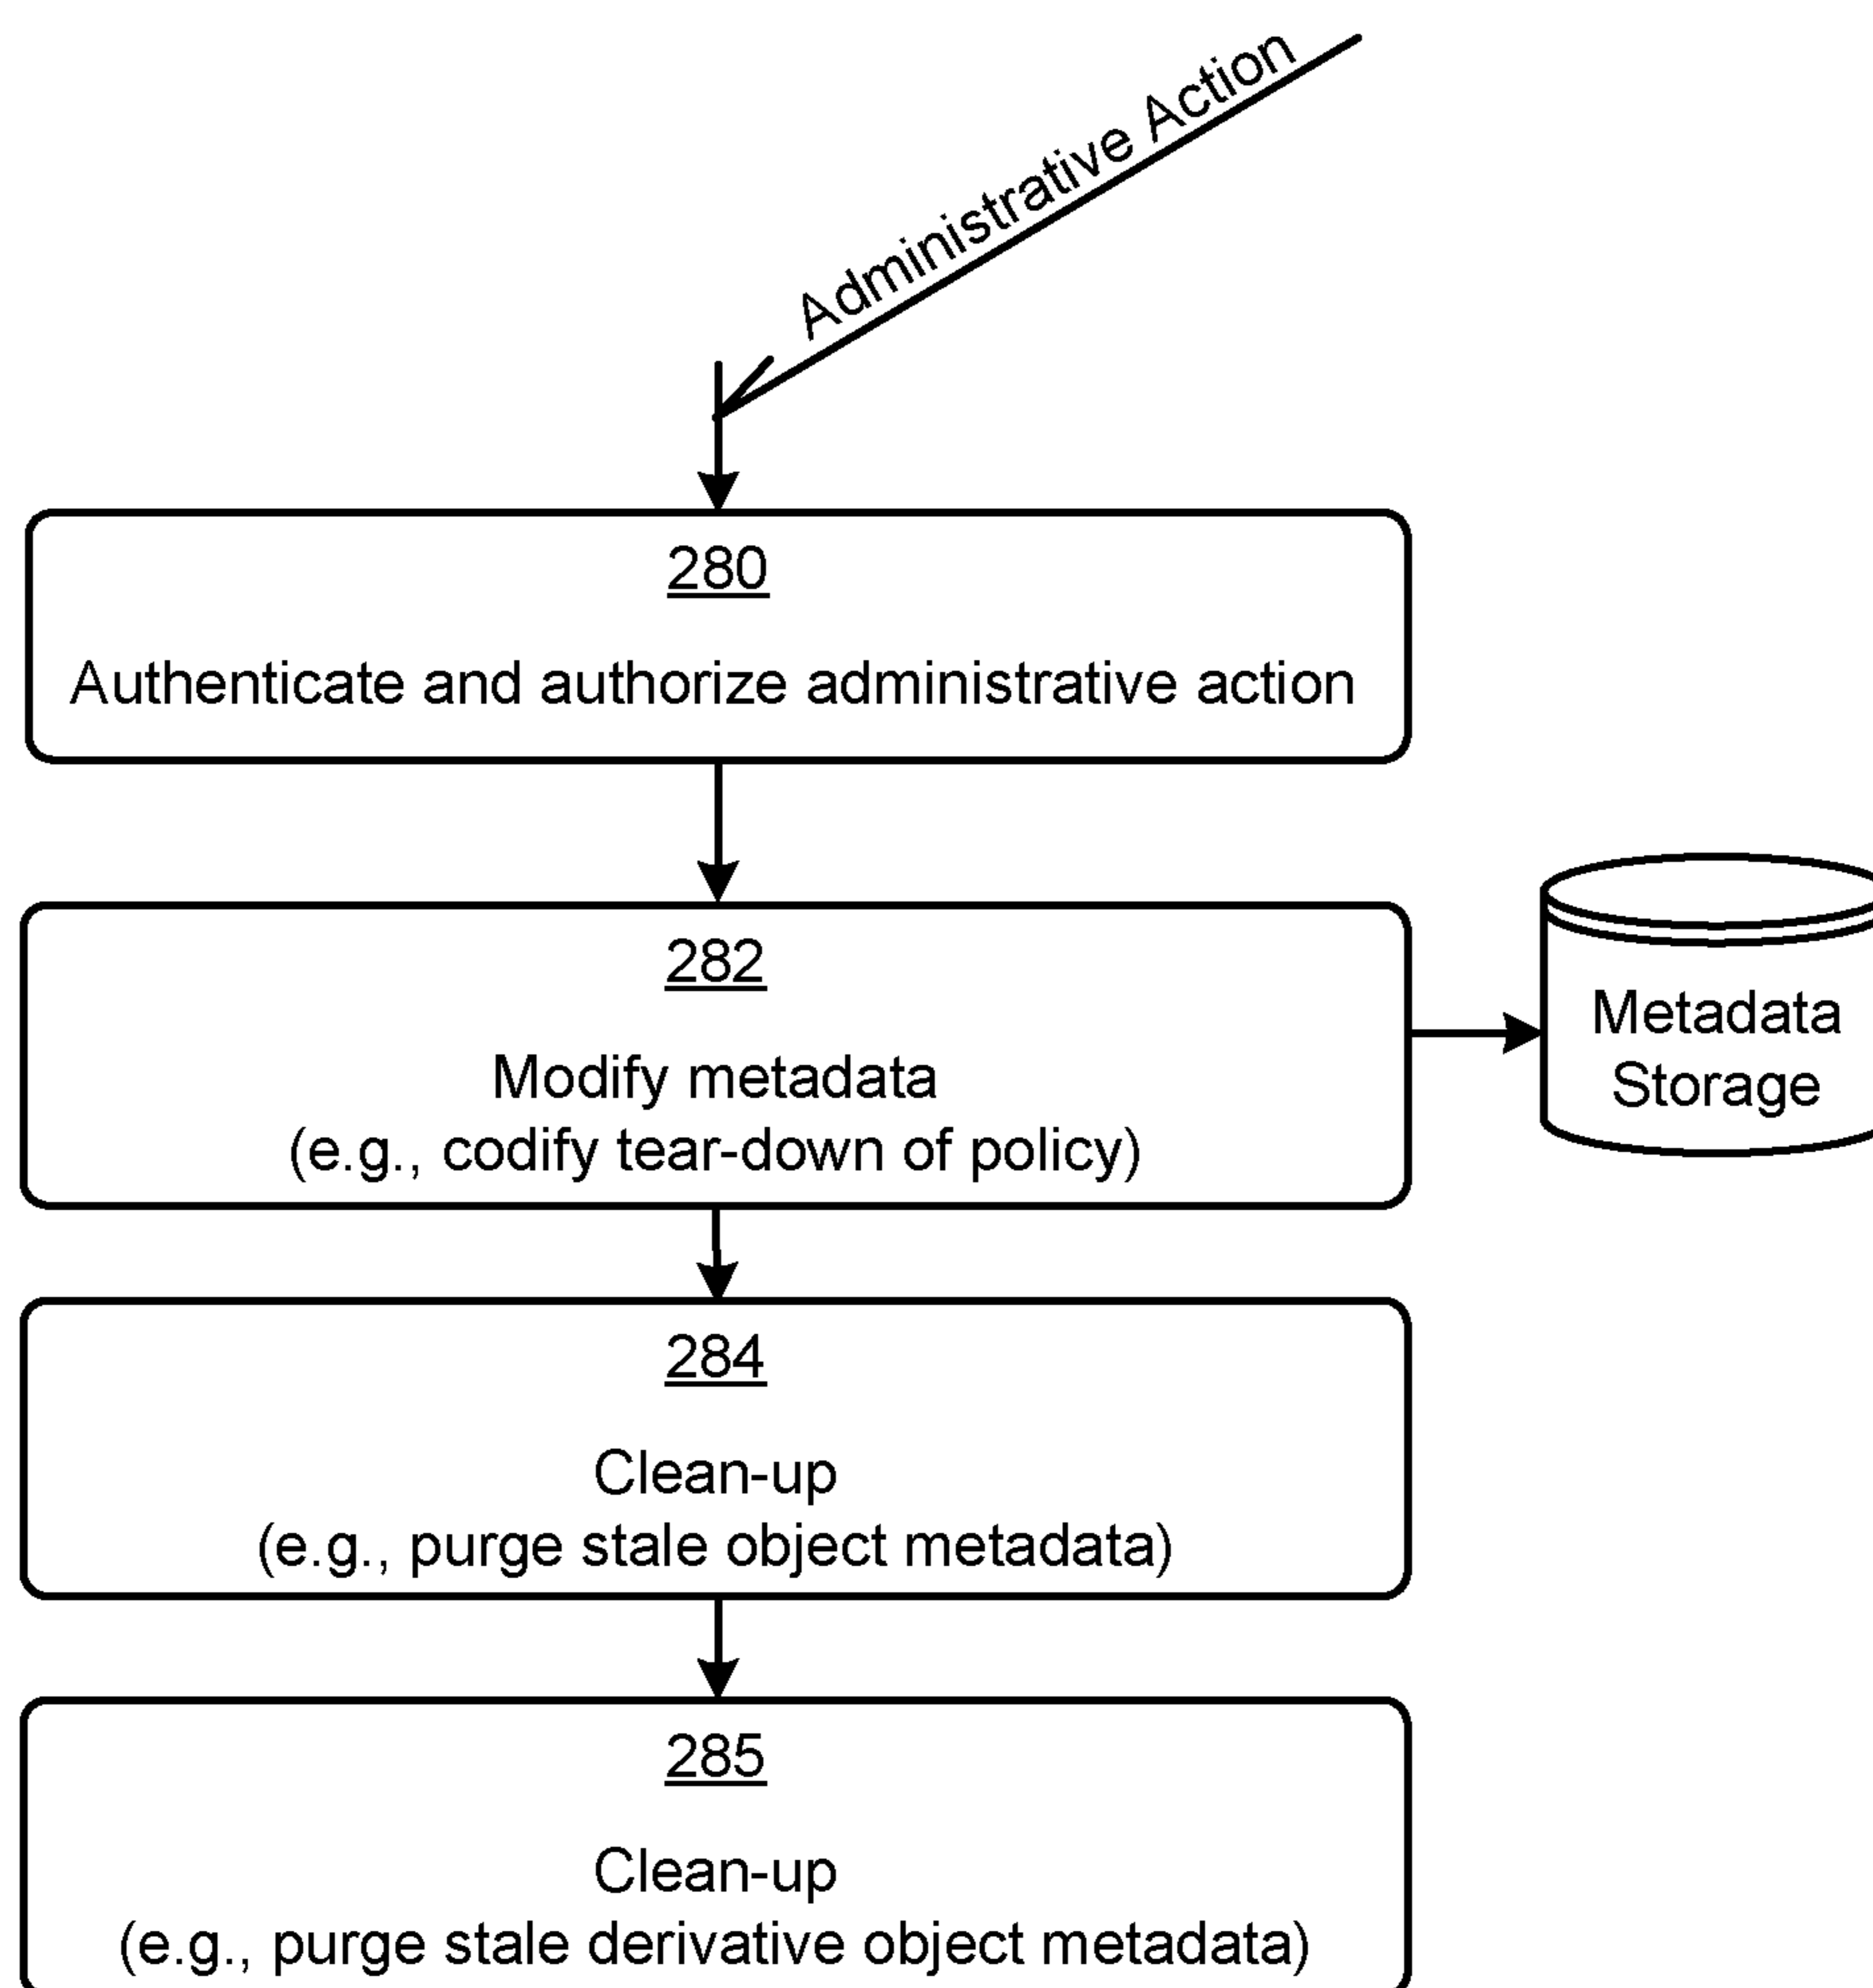 Administrative Action
280
Authenticate and authorize administrative action
282
Modify metadata
(e.g., codify tear-down of policy)
Metadata
Storage
284
Clean-up
(e.g., purge stale object metadata)
285
Clean-up
(e.g., purge stale derivative object metadata)